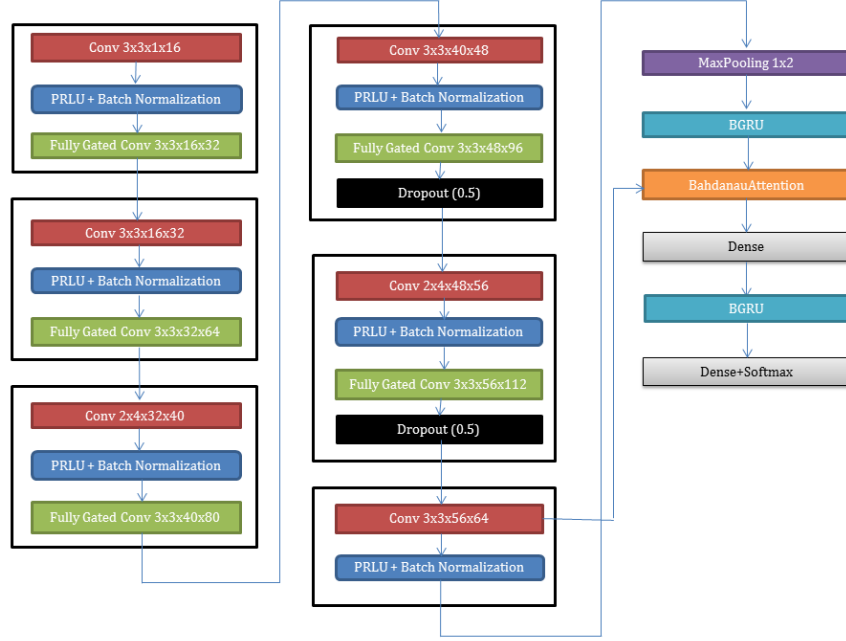 Conv 3x3x1x16
PRLU + Batch Normalization
Fully Gated Conv 3x3x16x32
Conv 3x3x16x32
PRLU + Batch Normalization
Fully Gated Conv 3x3x32x64
Conv 2x4x32x40
PRLU + Batch Normalization
Fully Gated Conv 3x3x40x80
Conv 3x3x40x48
PRLU + Batch Normalization
Fully Gated Conv 3x3x48x96
Dropout (0.5)
Conv 2x4x48x56
PRLU + Batch Normalization
Fully Gated Conv 3x3x56x112
Dropout (0.5)
Conv 3x3x56x64
PRLU + Batch Normalization
MaxPooling 1x2
BGRU
BahdanauAttention
Dense
BGRU
Dense+Softmax